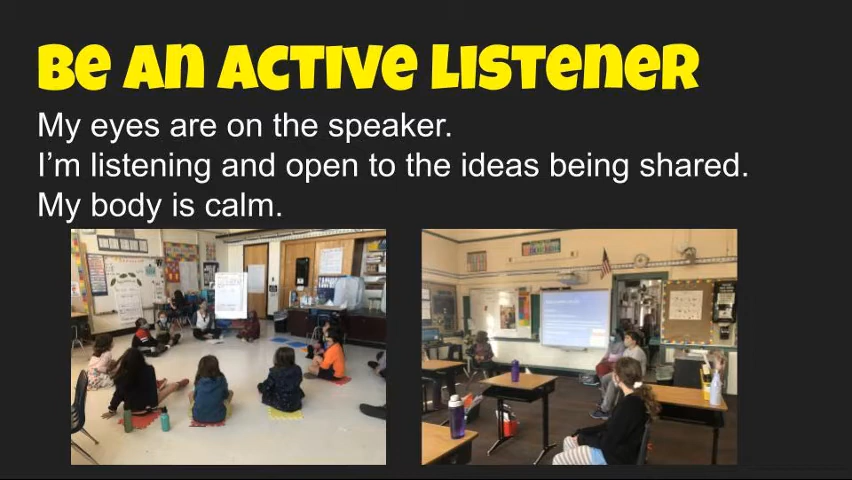 Be An Active Listener
My eyes are on the speaker.
I'm listening and open to the ideas being shared.
My body is calm.